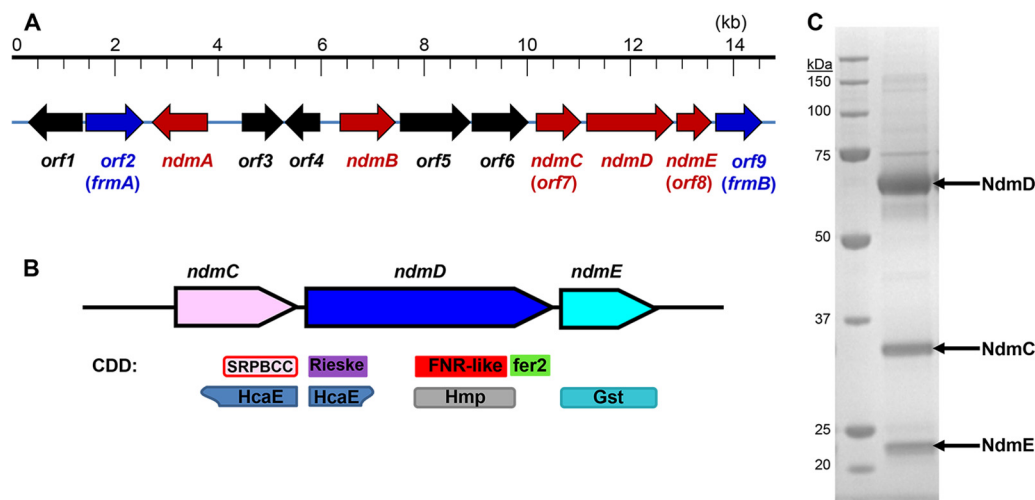 A
(kb)
0 2 4 6 8 10 12 14
orf1 orf2 ndmA orf3 orf4 ndmB orf5 orf6 ndmC ndmD ndmE orf9
(frmA) (orf7) (orf8) (frmB)
B
ndmC ndmD ndmE
CDD: SRPBCC Rieske FNR-like fer2
HcaE HcaE Hmp Gst
C
kDa
150
100
75
NdmD
50
37
NdmC
25
NdmE
20